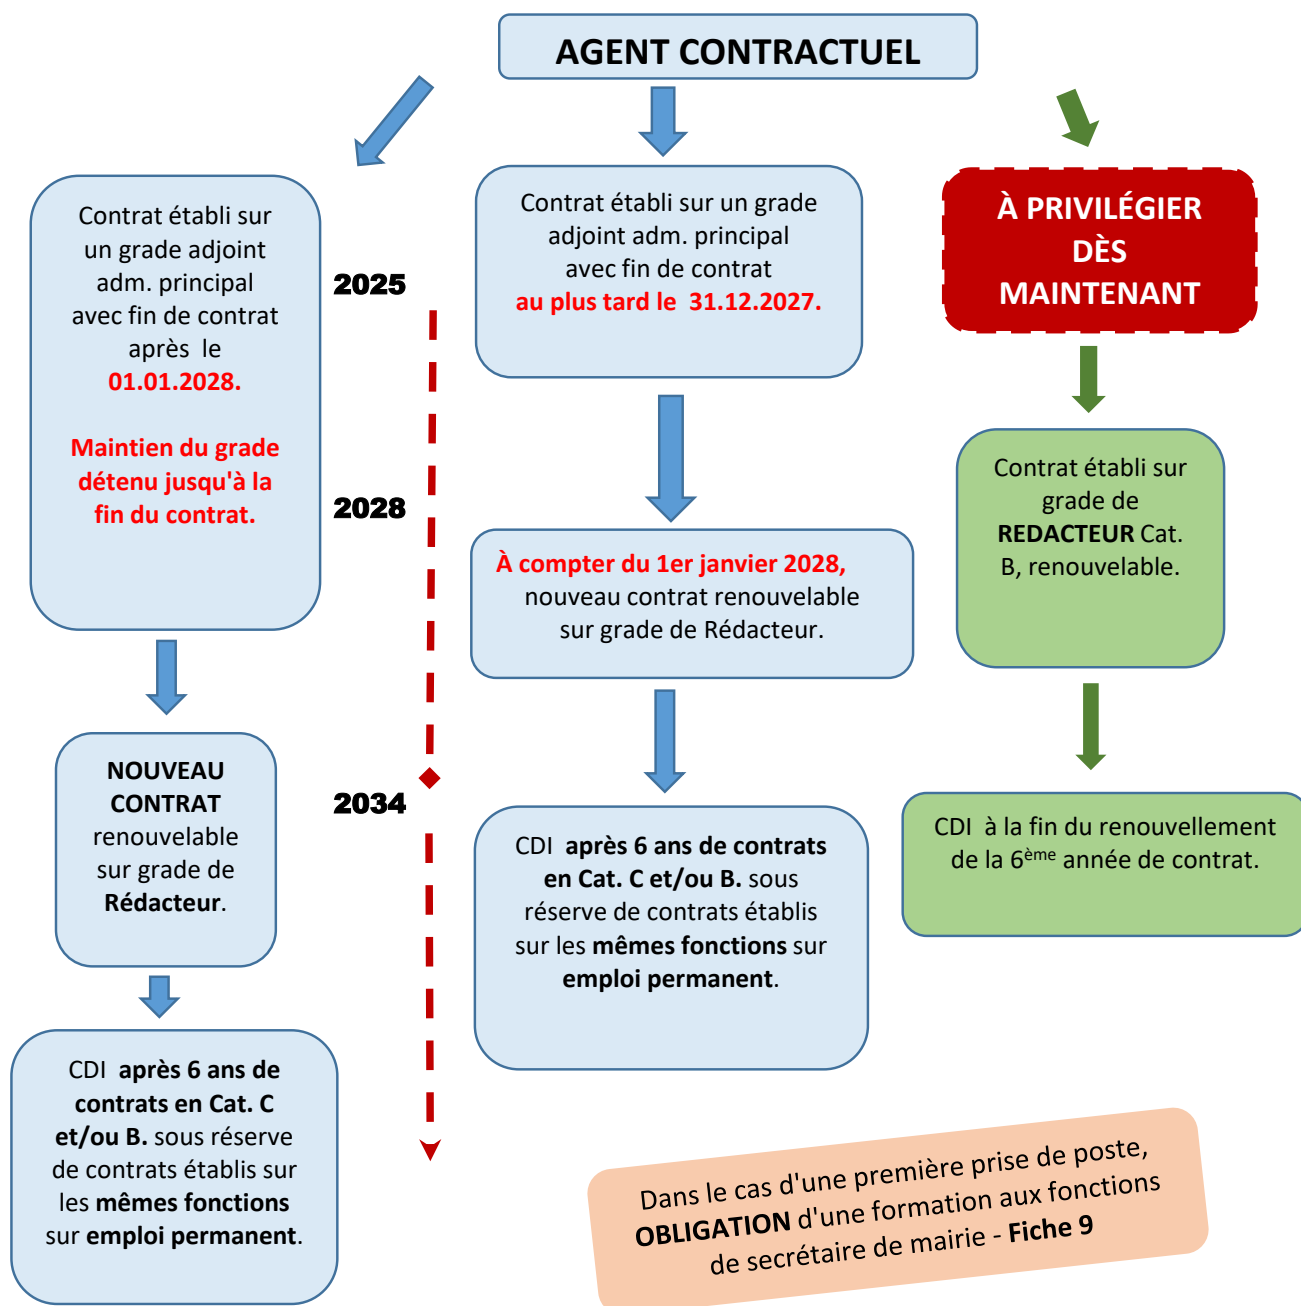 AGENT CONTRACTUEL
Contrat établi sur
un grade adjoint
adm. principal
avec fin de contrat
après le
01.01.2028.
Maintien du grade
détenu jusqu'à la
fin du contrat.
NOUVEAU
CONTRAT
renouvelable
sur grade de
Rédacteur.
CDI après 6 ans de
contrats en Cat. C
et/ou B. sous réserve
de contrats établis sur
les mêmes fonctions
sur emploi permanent.
2025
2028
2034
Contrat établi sur un grade
adjoint adm. principal
avec fin de contrat
au plus tard le 31.12.2027.
À compter du 1er janvier 2028,
nouveau contrat renouvelable
sur grade de Rédacteur.
CDI après 6 ans de contrats
en Cat. C et/ou B. sous
réserve de contrats établis
sur les mêmes fonctions sur
emploi permanent.
À PRIVILÉGIER
DÈS
MAINTENANT
Contrat établi sur
grade de
REDACTEUR Cat.
B, renouvelable.
CDI à la fin du renouvellement
de la 6ème année de contrat.
Dans le cas d'une première prise de poste,
OBLIGATION d'une formation aux fonctions
de secrétaire de mairie - Fiche 9